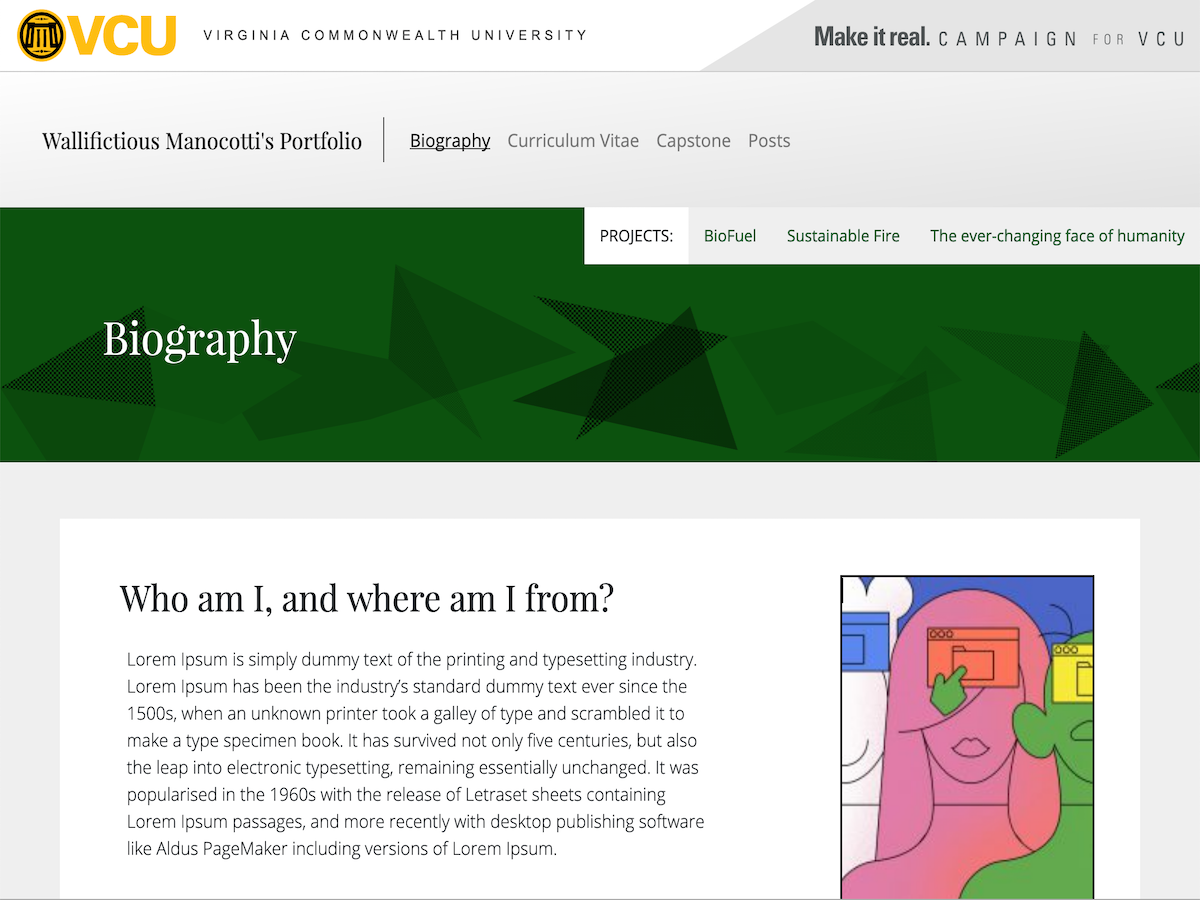 VCU VIRGINIA COMMONWEALTH UNIVERSITY
Make it real. CAMPAIGN FOR VCU
Wallifictious Manocotti's Portfolio
Biography Curriculum Vitae Capstone Posts
PROJECTS: BioFuel Sustainable Fire The ever-changing face of humanity
Biography
Who am I, and where am I from?
Lorem Ipsum is simply dummy text of the printing and typesetting industry.
Lorem Ipsum has been the industry’s standard dummy text ever since the
1500s, when an unknown printer took a galley of type and scrambled it to
make a type specimen book. It has survived not only five centuries, but also
the leap into electronic typesetting, remaining essentially unchanged. It was
popularised in the 1960s with the release of Letraset sheets containing
Lorem Ipsum passages, and more recently with desktop publishing software
like Aldus PageMaker including versions of Lorem Ipsum.